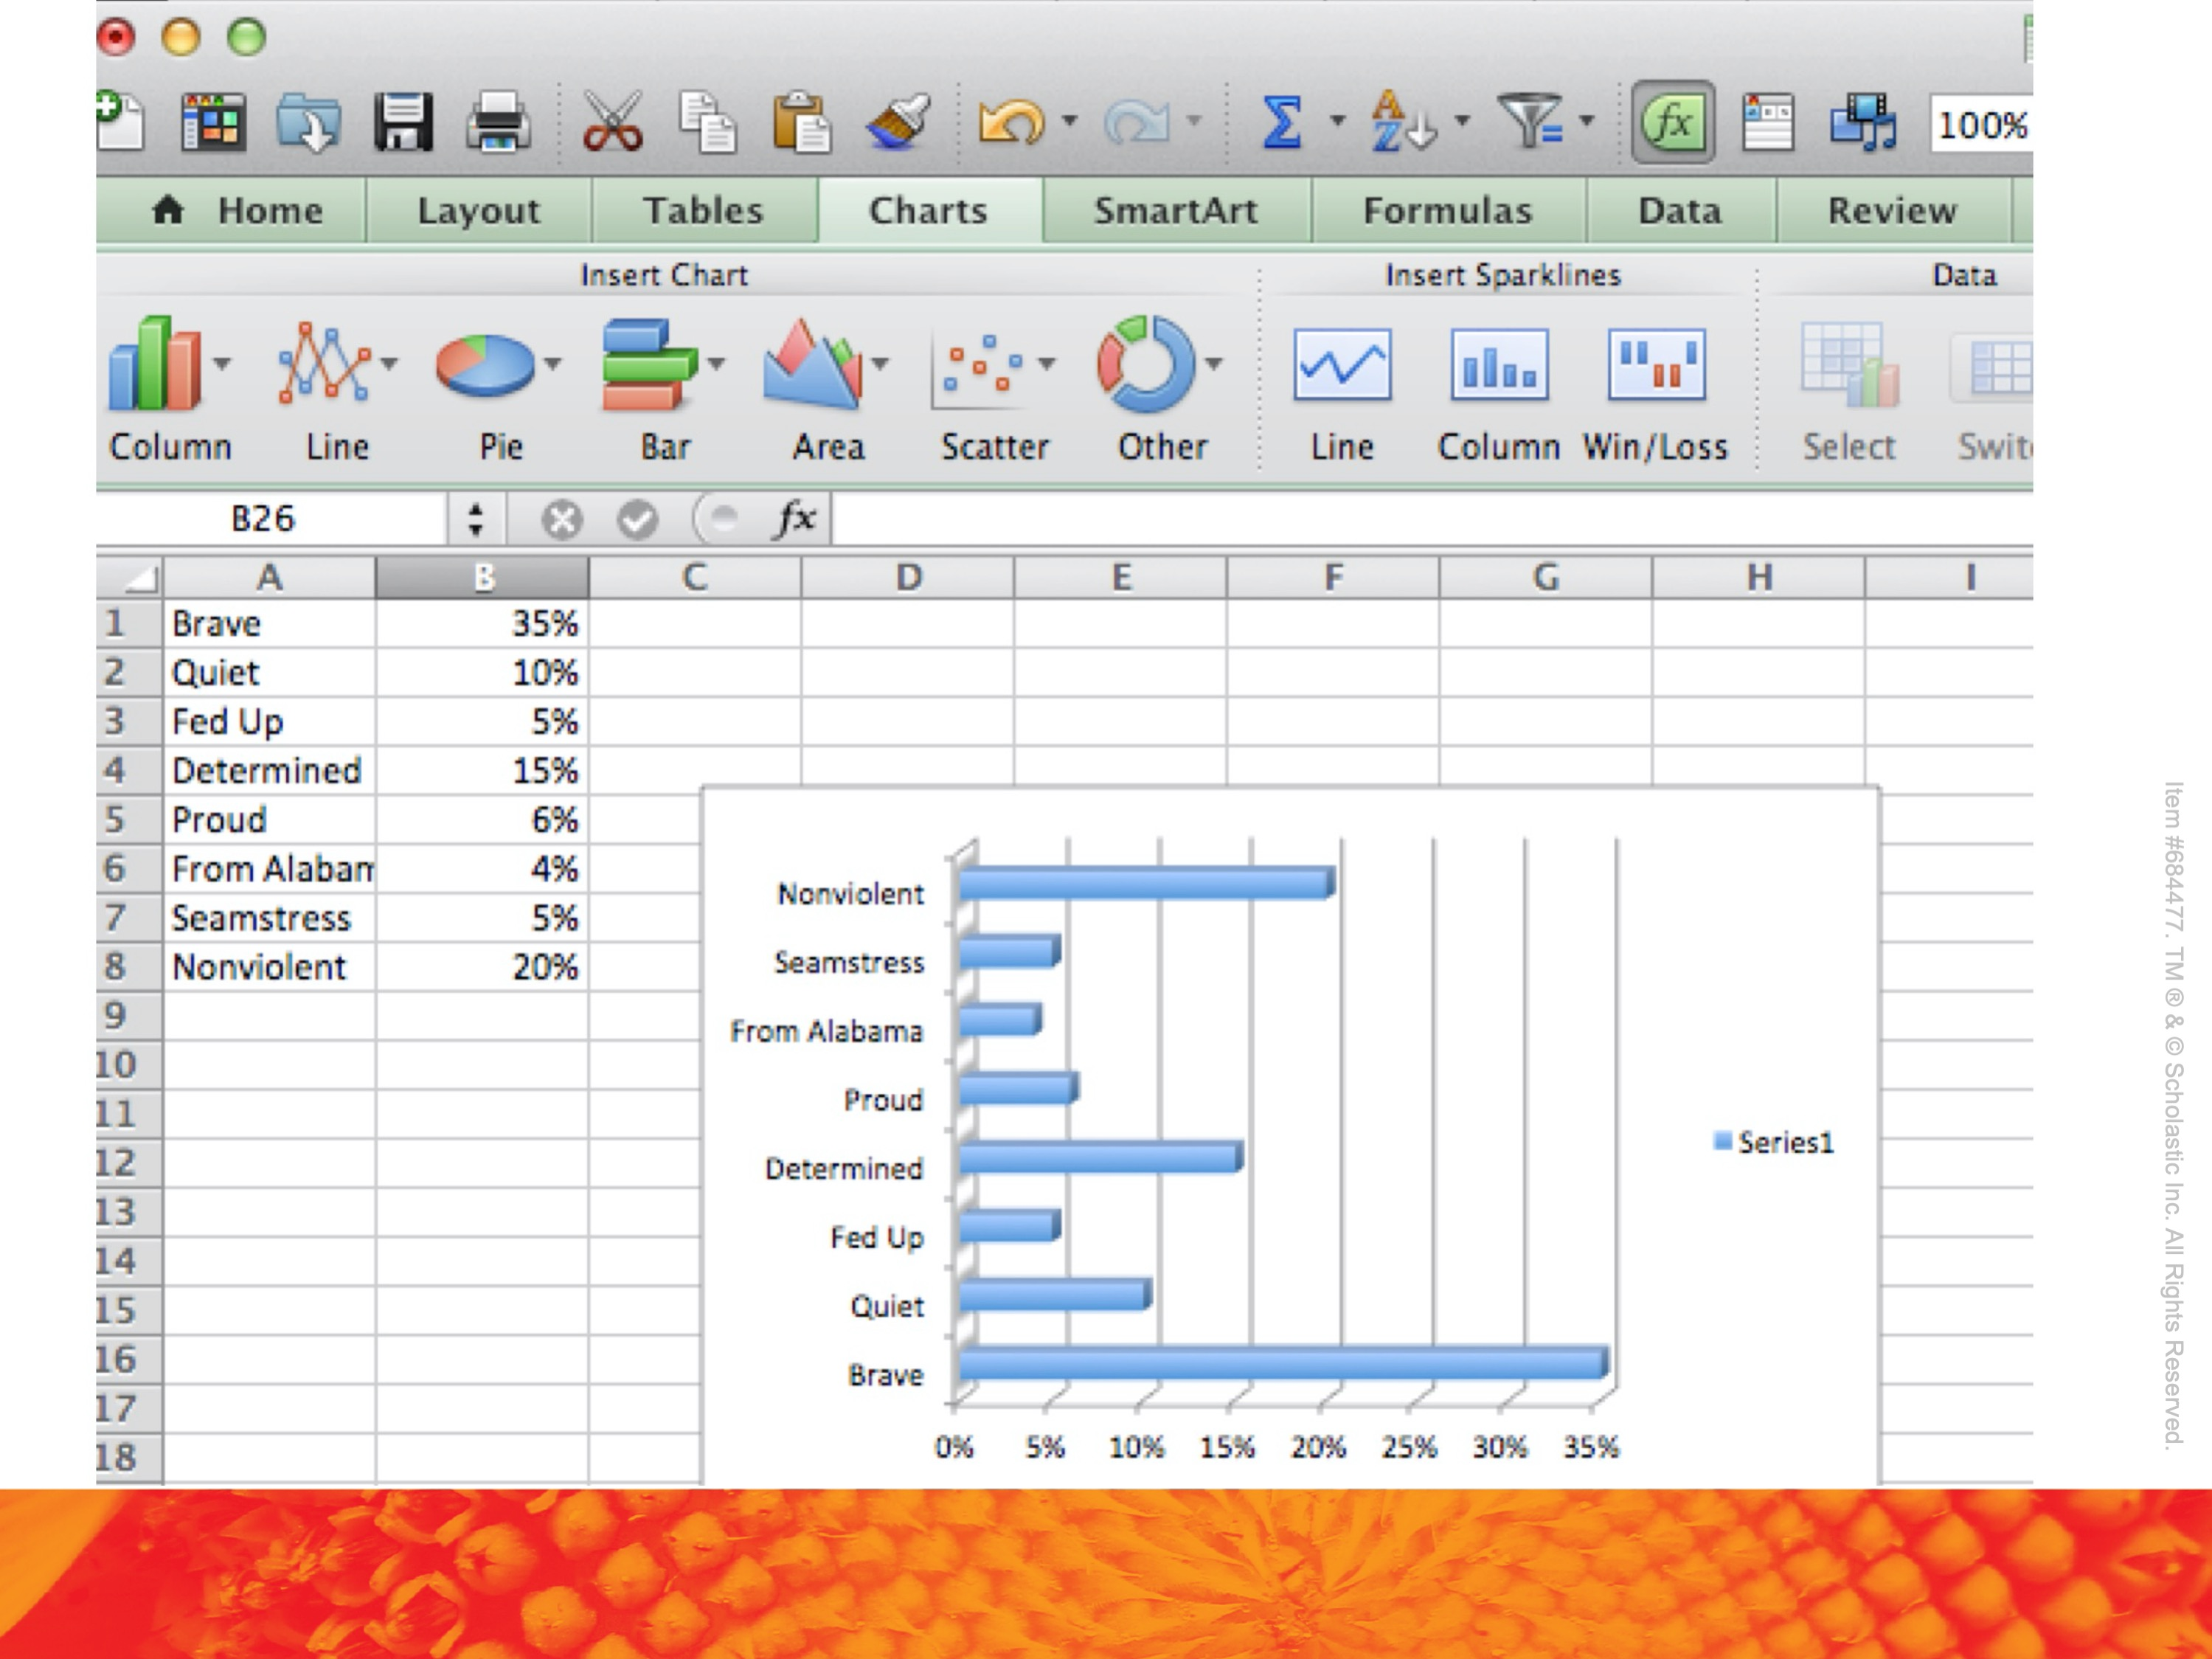 100%
Home Layout Tables Charts SmartArt Formulas Data Review
Insert Chart Insert Sparklines Data
Column Line Pie Bar Area Scatter Other Line Column Win/Loss Select Swit
B26 fx
A B C D E F G H I
1 Brave 35%
2 Quiet 10%
3 Fed Up 5%
4 Determined 15%
5 Proud 6%
6 From Alabam 4%
7 Seamstress 5%
8 Nonviolent 20%
9
10
11
12
13
14
15
16
17
18
Nonviolent
Seamstress
From Alabama
Proud
Determined
Fed Up
Quiet
Brave
0% 5% 10% 15% 20% 25% 30% 35%
Series1
Item #684477. TM ® & © Scholastic Inc. All Rights Reserved.